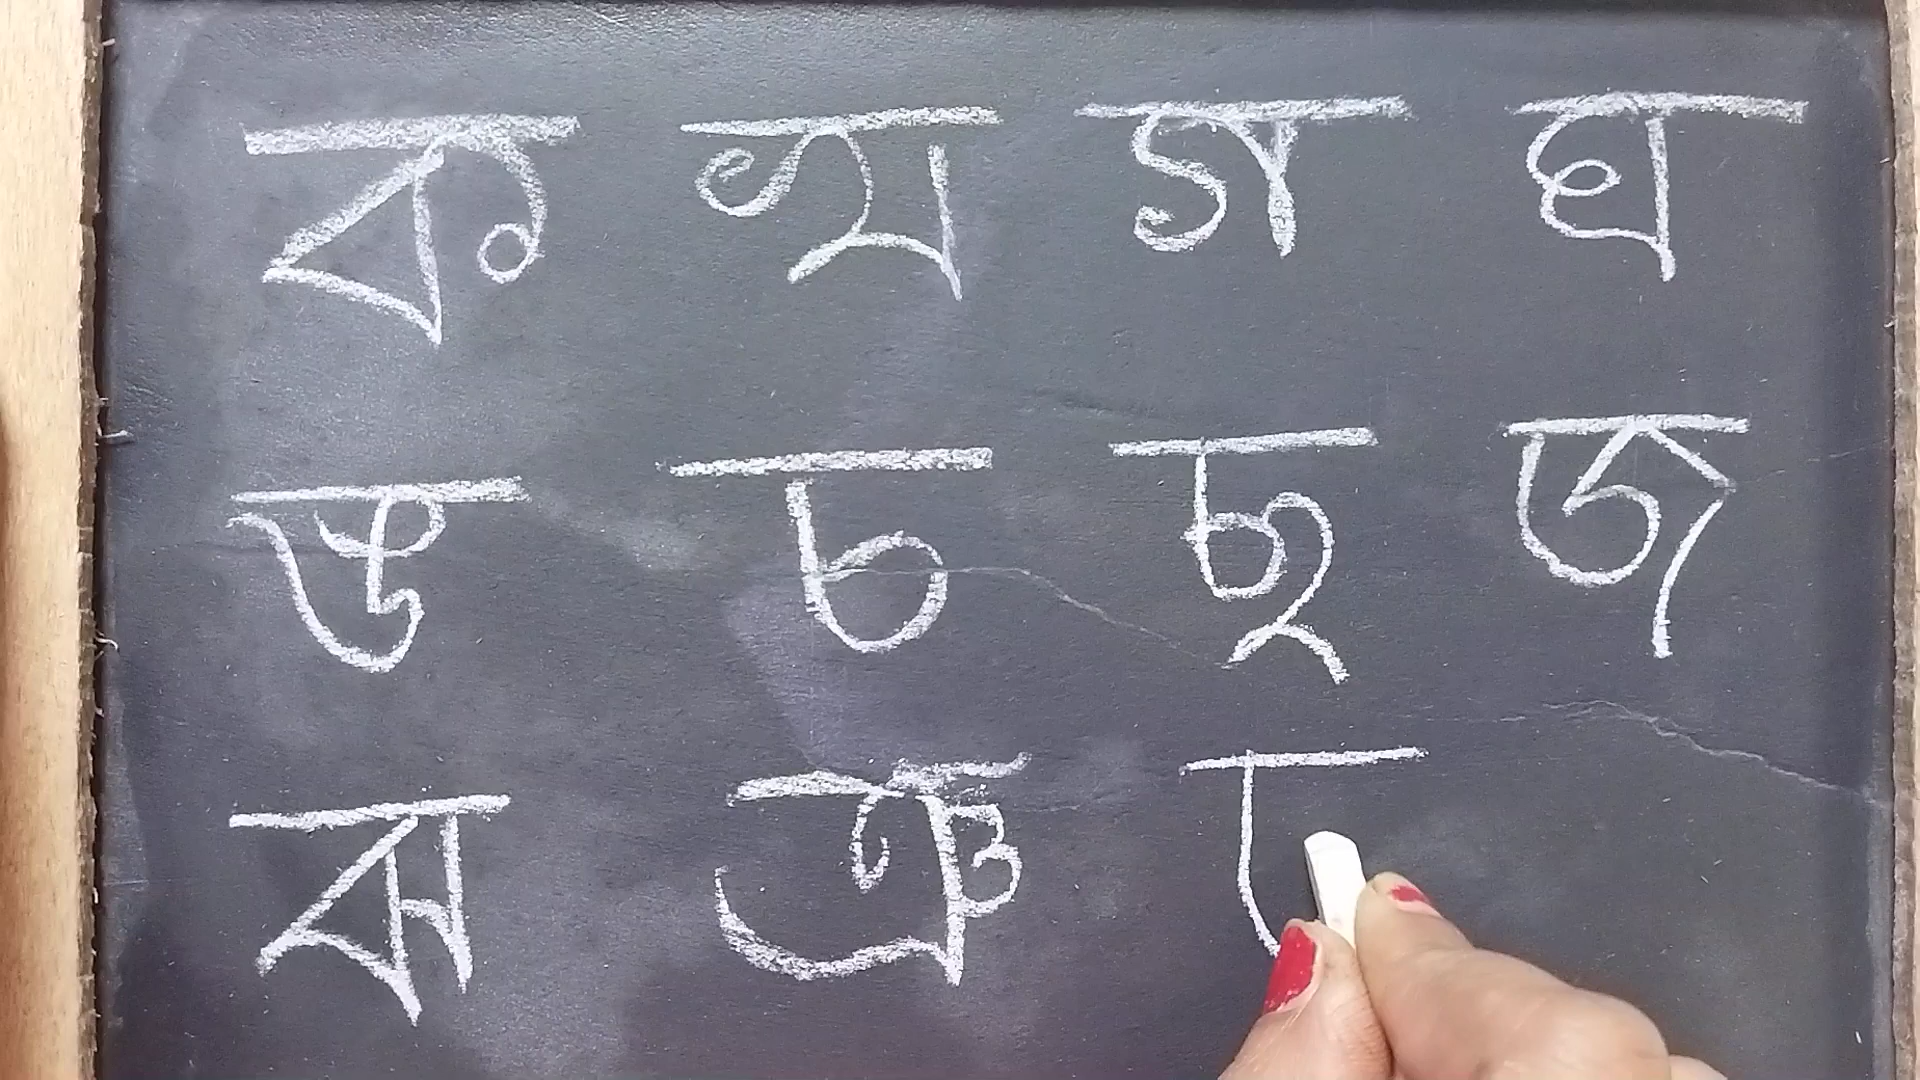 ক খ গ ঘ
ঙ চ ছ জ
ঝ ঞ